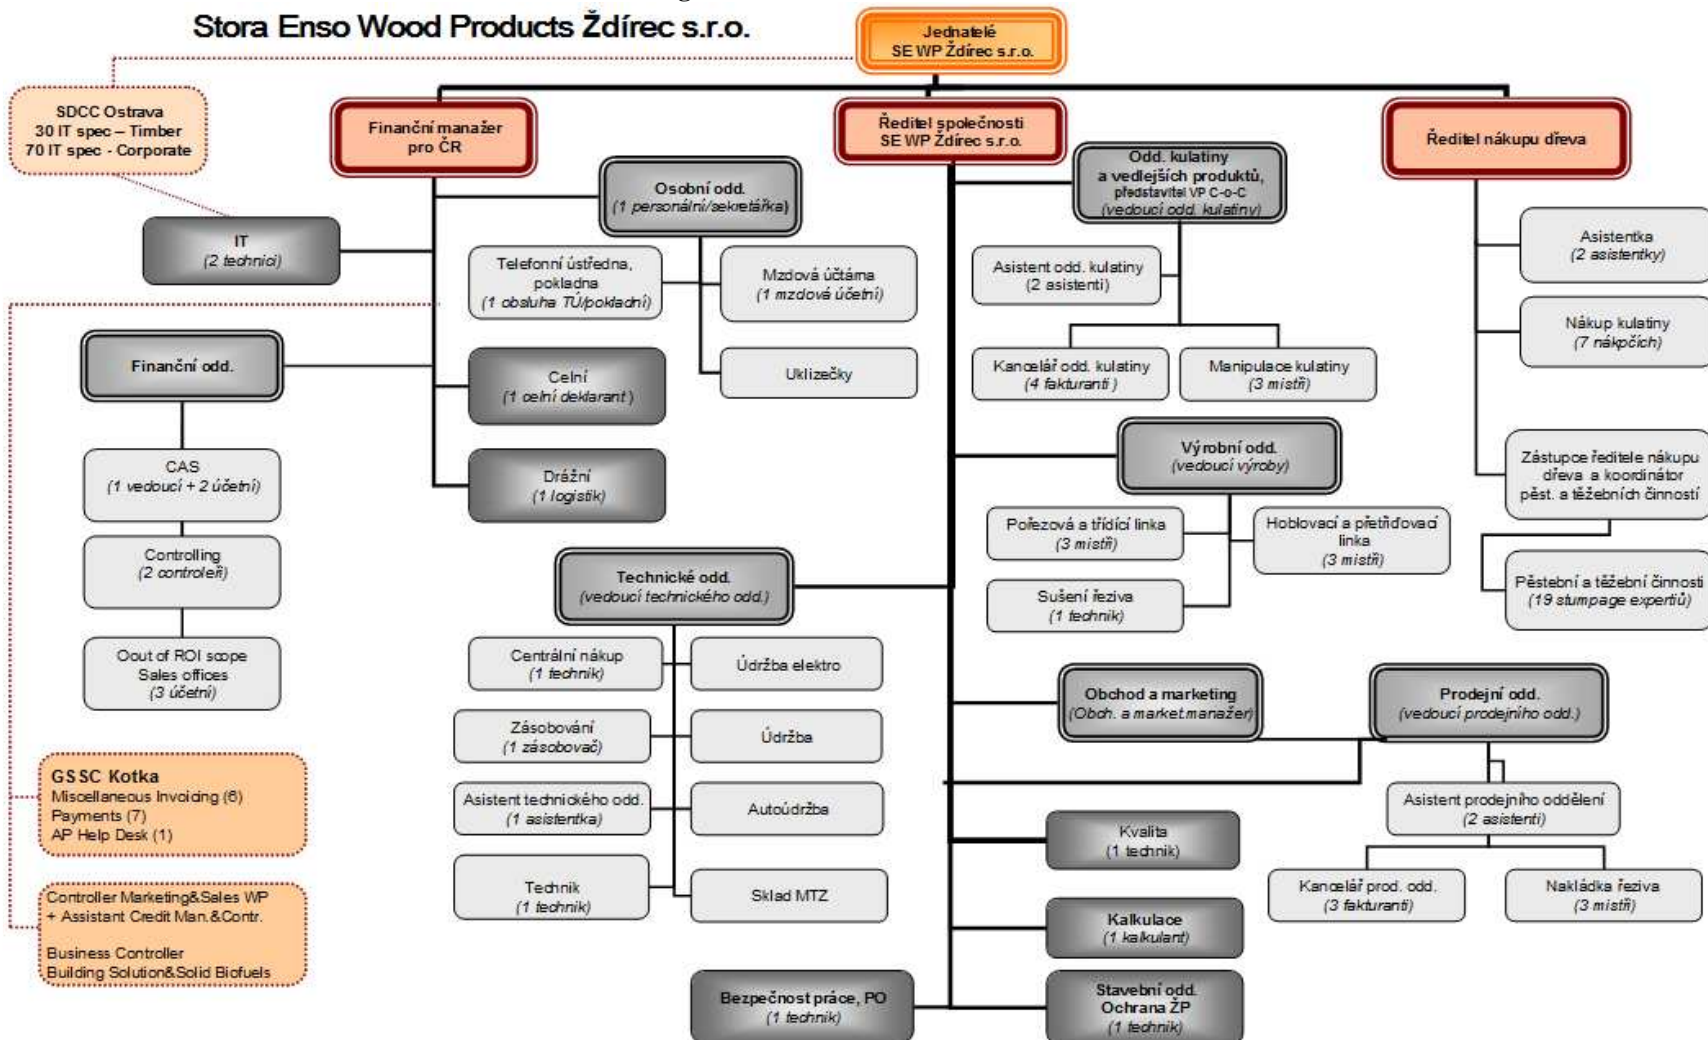 Stora Enso Wood Products Ždírec s.r.o.
Jednatelé
SE WP Ždírec s.r.o.
SDCC Ostrava
30 IT spec – Timber
70 IT spec - Corporate
Finanční manažer
pro ČR
Ředitel společnosti
SE WP Ždírec s.r.o.
Ředitel nákupu dřeva
Osobní odd.
(1 personální/sekretářka)
Odd. kulatiny
a vedlejších produktů,
představitel VP C-o-C
(vedoucí odd. kulatiny)
IT
(2 technici)
Telefonní ústředna,
pokladna
(1 obsluha TÚ/pokladní)
Mzdová účtárna
(1 mzdová účetní)
Uklizečky
Asistent odd. kulatiny
(2 asistenti)
Kancelář odd. kulatiny
(4 fakturanti )
Manipulace kulatiny
(3 mistři)
Asistentka
(2 asistentky)
Nákup kulatiny
(7 nákpčích)
Zástupce ředitele nákupu
dřeva a koordinátor
pěst. a těžebních činností
Pěstební a těžební činnosti
(19 stumpage expertiů)
Finanční odd.
Celní
(1 celní deklarant )
Drážní
(1 logistik)
CAS
(1 vedoucí + 2 účetní)
Controlling
(2 controleři)
Oout of ROI scope
Sales offices
(3 účetní)
Výrobní odd.
(vedoucí výroby)
Pořezová a třídící linka
(3 mistři)
Hoblovací a přetřiďovací
linka
(3 mistři)
Sušení řeziva
(1 technik)
Technické odd.
(vedoucí technického odd.)
Centrální nákup
(1 technik)
Údržba elektro
Zásobování
(1 zásobovač)
Údržba
Asistent technického odd.
(1 asistentka)
Autoúdržba
Technik
(1 technik)
Sklad MTZ
Obchod a marketing
(Obch. a market.manažer)
Prodejní odd.
(vedoucí prodejního odd.)
Asistent prodejního oddělení
(2 asistenti)
Kancelář prod. odd.
(3 fakturanti)
Nakládka řeziva
(3 mistři)
GSSC Kotka
Miscellaneous Invoicing (6)
Payments (7)
AP Help Desk (1)
Controller Marketing&Sales WP
+ Assistant Credit Man.&Contr.
Business Controller
Building Solution&Solid Biofuels
Kvalita
(1 technik)
Kalkulace
(1 kalkulant)
Bezpečnost práce, PO
(1 technik)
Stavební odd.
Ochrana ŽP
(1 technik)